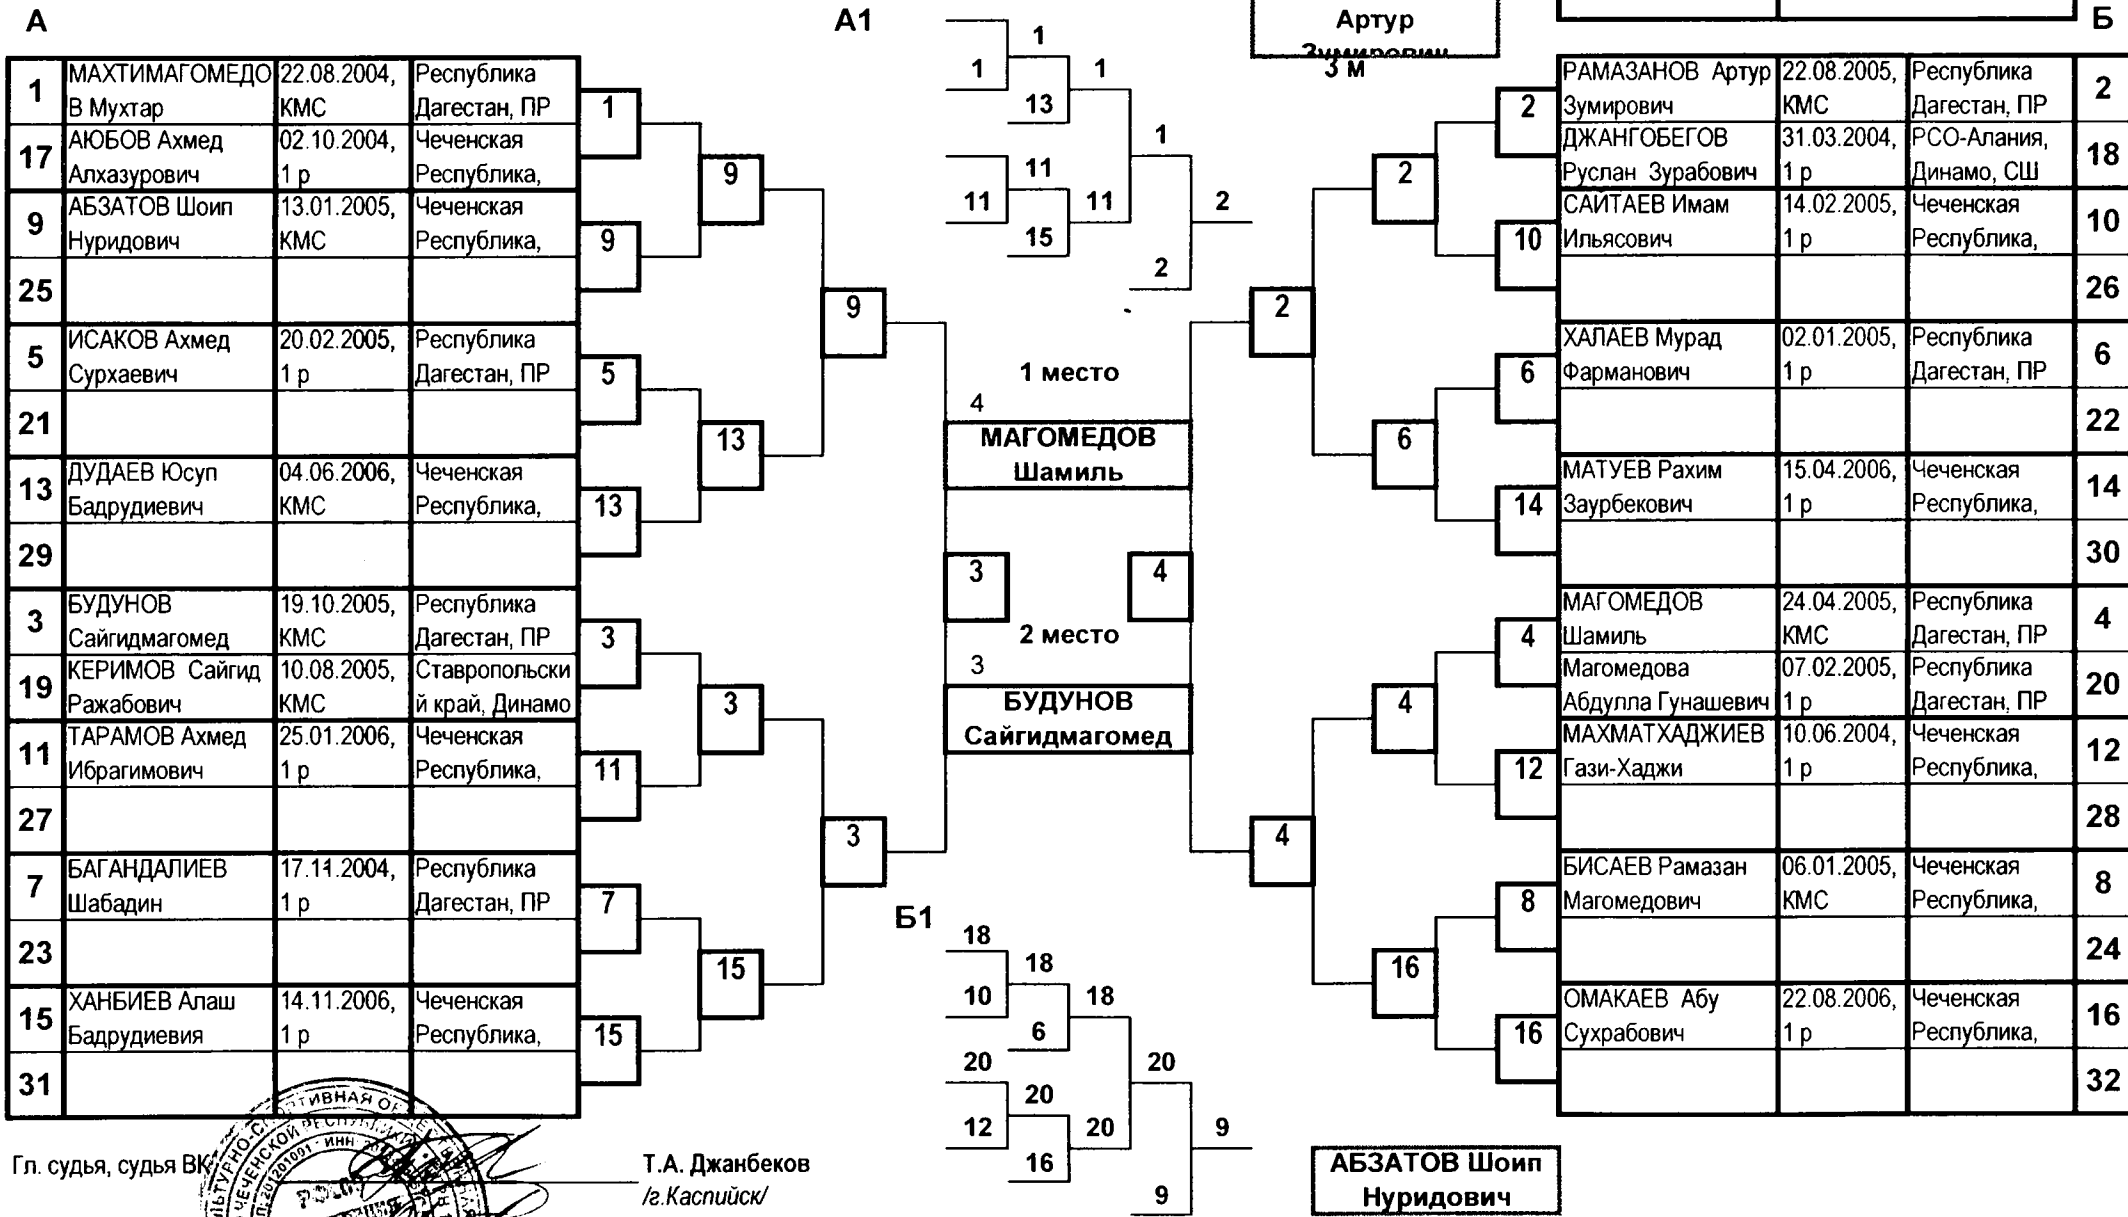 А
А1
Артур
Зумирович
3 м
Б
1 МАХТИМАГОМЕДО 22.08.2004, Республика
В Мухтар КМС Дагестан, ПР
17 АЮБОВ Ахмед 02.10.2004, Чеченская
Алхазурович 1 р Республика,
9 АБЗАТОВ Шоип 13.01.2005, Чеченская
Нуридович КМС Республика,
25
5 ИСАКОВ Ахмед 20.02.2005, Республика
Сурхаевич 1 р Дагестан, ПР
21
13 ДУДАЕВ Юсуп 04.06.2006, Чеченская
Бадрудиевич КМС Республика,
29
3 БУДУНОВ 19.10.2005, Республика
Сайгидмагомед КМС Дагестан, ПР
19 КЕРИМОВ Сайгид 10.08.2005, Ставропольски
Ражабович КМС й край, Динамо
11 ТАРАМОВ Ахмед 25.01.2006, Чеченская
Ибрагимович 1 р Республика,
27
7 БАГАНДАЛИЕВ 17.11.2004, Республика
Шабадин 1 р Дагестан, ПР
23
15 ХАНБИЕВ Алаш 14.11.2006, Чеченская
Бадрудиевия 1 р Республика,
31
1
9
5
13
3
11
7
15
9
13
3
15
9
3
1
1
1
13
1
11
11
11
15
2
2
1 место
4
МАГОМЕДОВ
Шамиль
3
4
2 место
3
БУДУНОВ
Сайгидмагомед
Б1
18
18
10
18
6
20
20
20
12
20
9
16
9
2
4
2
6
4
16
2
10
6
14
4
12
8
16
РАМАЗАНОВ Артур 22.08.2005, Республика 2
Зумирович КМС Дагестан, ПР
ДЖАНГОБЕГОВ 31.03.2004, РСО-Алания, 18
Руслан Зурабович 1 р Динамо, СШ
САИТАЕВ Имам 14.02.2005, Чеченская 10
Ильясович 1 р Республика,
26
ХАЛАЕВ Мурад 02.01.2005, Республика 6
Фарманович 1 р Дагестан, ПР
22
МАТУЕВ Рахим 15.04.2006, Чеченская 14
Заурбекович 1 р Республика,
30
МАГОМЕДОВ 24.04.2005, Республика 4
Шамиль КМС Дагестан, ПР
Магомедова 07.02.2005, Республика 20
Абдулла Гунашевич 1 р Дагестан, ПР
МАХМАТХАДЖИЕВ 10.06.2004, Чеченская 12
Гази-Хаджи 1 р Республика,
28
БИСАЕВ Рамазан 06.01.2005, Чеченская 8
Магомедович КМС Республика,
24
ОМАКАЕВ Абу 22.08.2006, Чеченская 16
Сухрабович 1 р Республика,
32
Гл. судья, судья ВК
Т.А. Джанбеков
/г.Каспийск/
АБЗАТОВ Шоип
Нуридович
ЧЕЧЕНСКОЙ РЕСПУБЛИКИ
ИНН